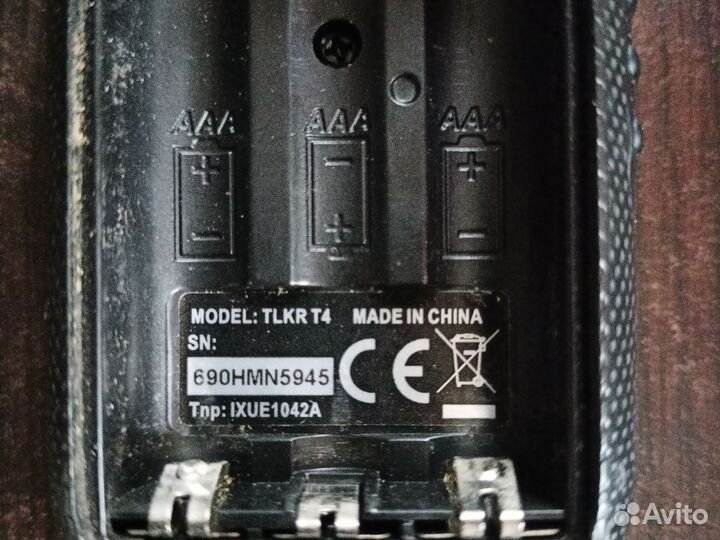 AAA AAA AAA
MODEL: TLKR T4 MADE IN CHINA
SN:
690HMN5945
CE
Tnp: IXUE1042A
Avito